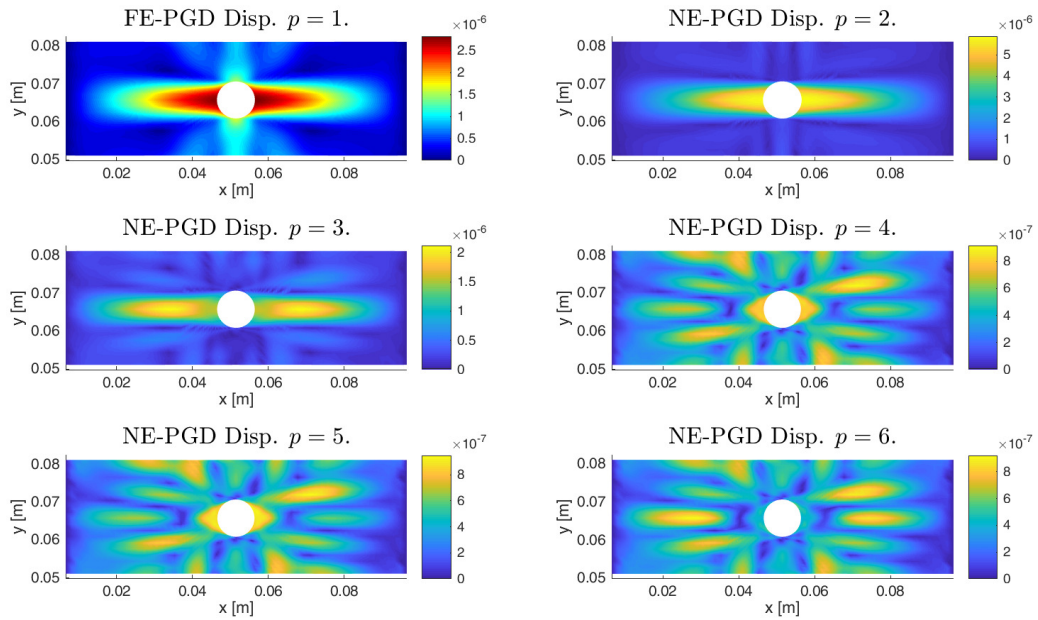 FE-PGD Disp. p = 1.
×10⁻⁶
0.08
0.07
0.06
0.05
y [m]
0.02 0.04 0.06 0.08
x [m]
2.5
2
1.5
1
0.5
0
NE-PGD Disp. p = 2.
×10⁻⁶
0.08
0.07
0.06
0.05
y [m]
0.02 0.04 0.06 0.08
x [m]
5
4
3
2
1
0
NE-PGD Disp. p = 3.
×10⁻⁶
0.08
0.07
0.06
0.05
y [m]
0.02 0.04 0.06 0.08
x [m]
2
1.5
1
0.5
0
NE-PGD Disp. p = 4.
×10⁻⁷
0.08
0.07
0.06
0.05
y [m]
0.02 0.04 0.06 0.08
x [m]
8
6
4
2
0
NE-PGD Disp. p = 5.
×10⁻⁷
0.08
0.07
0.06
0.05
y [m]
0.02 0.04 0.06 0.08
x [m]
8
6
4
2
0
NE-PGD Disp. p = 6.
×10⁻⁷
0.08
0.07
0.06
0.05
y [m]
0.02 0.04 0.06 0.08
x [m]
8
6
4
2
0